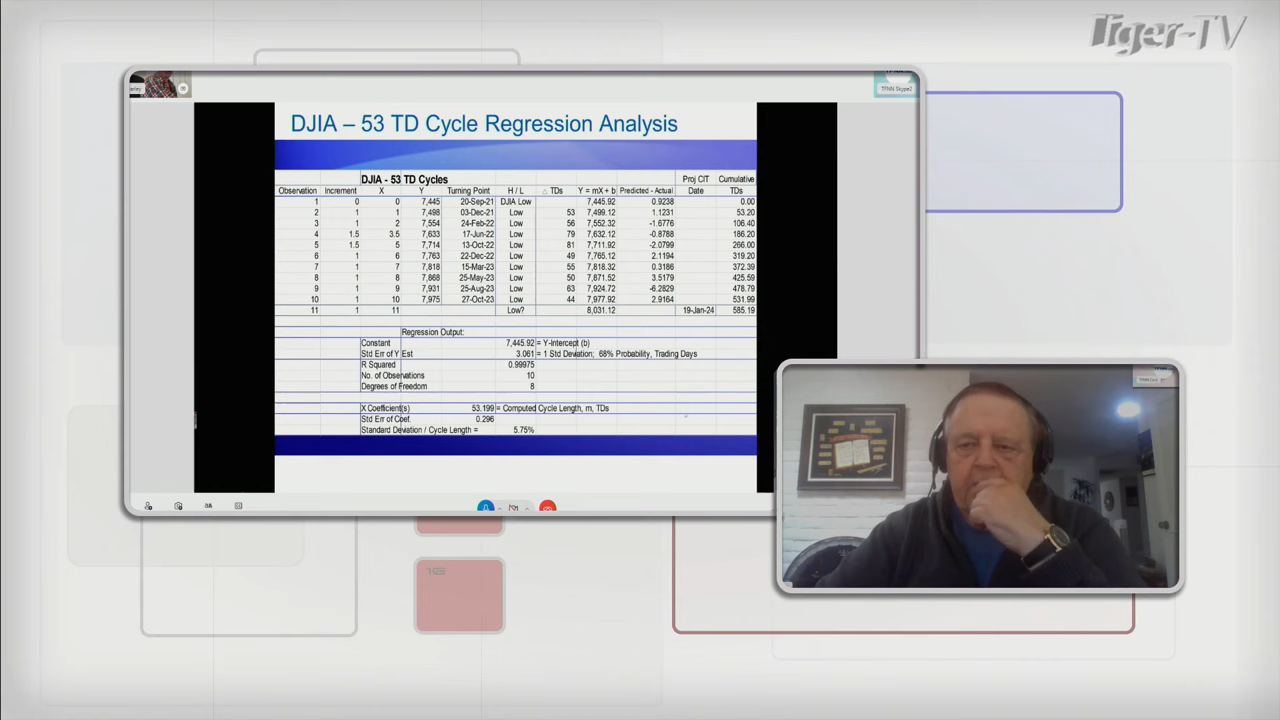 Tiger-TV
TFNN Skype2
DJIA – 53 TD Cycle Regression Analysis
DJIA - 53 TD Cycles Proj CIT Cumulative
Observation Increment X Y Turning Point H / L △ TDs Y = mX + b Predicted - Actual Date TDs
1 0 0 7,445 20-Sep-21 DJIA Low 7,445.92 0.9238 0.00
2 1 1 7,498 03-Dec-21 Low 53 7,499.12 1.1231 53.20
3 1 2 7,554 24-Feb-22 Low 56 7,552.32 -1.6776 106.40
4 1.5 3.5 7,633 17-Jun-22 Low 79 7,632.12 -0.8788 186.20
5 1.5 5 7,714 13-Oct-22 Low 81 7,711.92 -2.0799 266.00
6 1 6 7,763 22-Dec-22 Low 49 7,765.12 2.1194 319.20
7 1 7 7,818 15-Mar-23 Low 55 7,818.32 0.3186 372.39
8 1 8 7,868 25-May-23 Low 50 7,871.52 3.5179 425.59
9 1 9 7,931 25-Aug-23 Low 63 7,924.72 -6.2829 478.79
10 1 10 7,975 27-Oct-23 Low 44 7,977.92 2.9164 531.99
11 1 11 Low? 8,031.12 19-Jan-24 585.19
Regression Output:
Constant 7,445.92 = Y-Intercept (b)
Std Err of Y Est 3.061 = 1 Std Deviation; 68% Probability, Trading Days
R Squared 0.99975
No. of Observations 10
Degrees of Freedom 8
X Coefficient(s) 53.199 = Computed Cycle Length, m, TDs
Std Err of Coef. 0.296
Standard Deviation / Cycle Length = 5.75%